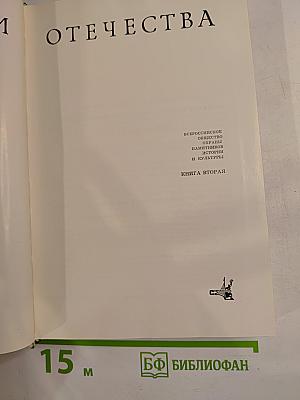 И ОТЕЧЕСТВА
ВСЕРОССИЙСКОЕ
ОБЩЕСТВО
ОХРАНЫ
ПАМЯТНИКОВ
ИСТОРИИ
И КУЛЬТУРЫ
КНИГА ВТОРАЯ
15 м
БФ БИБЛИОФАН